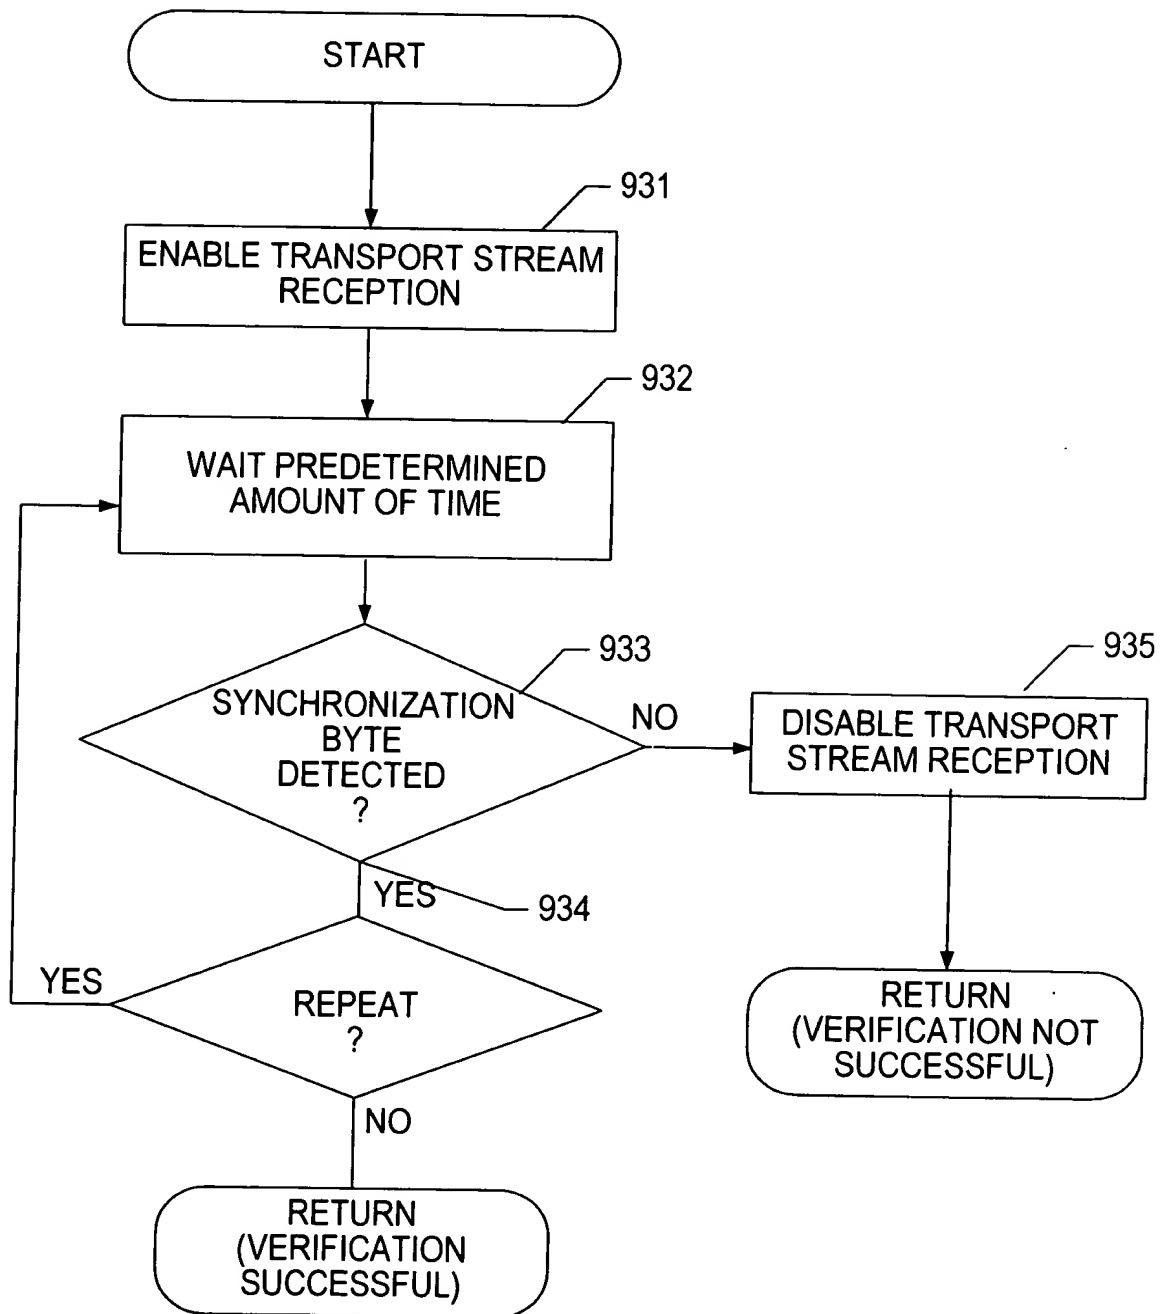 START
931
ENABLE TRANSPORT STREAM
RECEPTION
932
WAIT PREDETERMINED
AMOUNT OF TIME
933
SYNCHRONIZATION
BYTE
DETECTED
?
NO
935
DISABLE TRANSPORT
STREAM RECEPTION
YES
934
YES
REPEAT
?
NO
RETURN
(VERIFICATION NOT
SUCCESSFUL)
RETURN
(VERIFICATION
SUCCESSFUL)